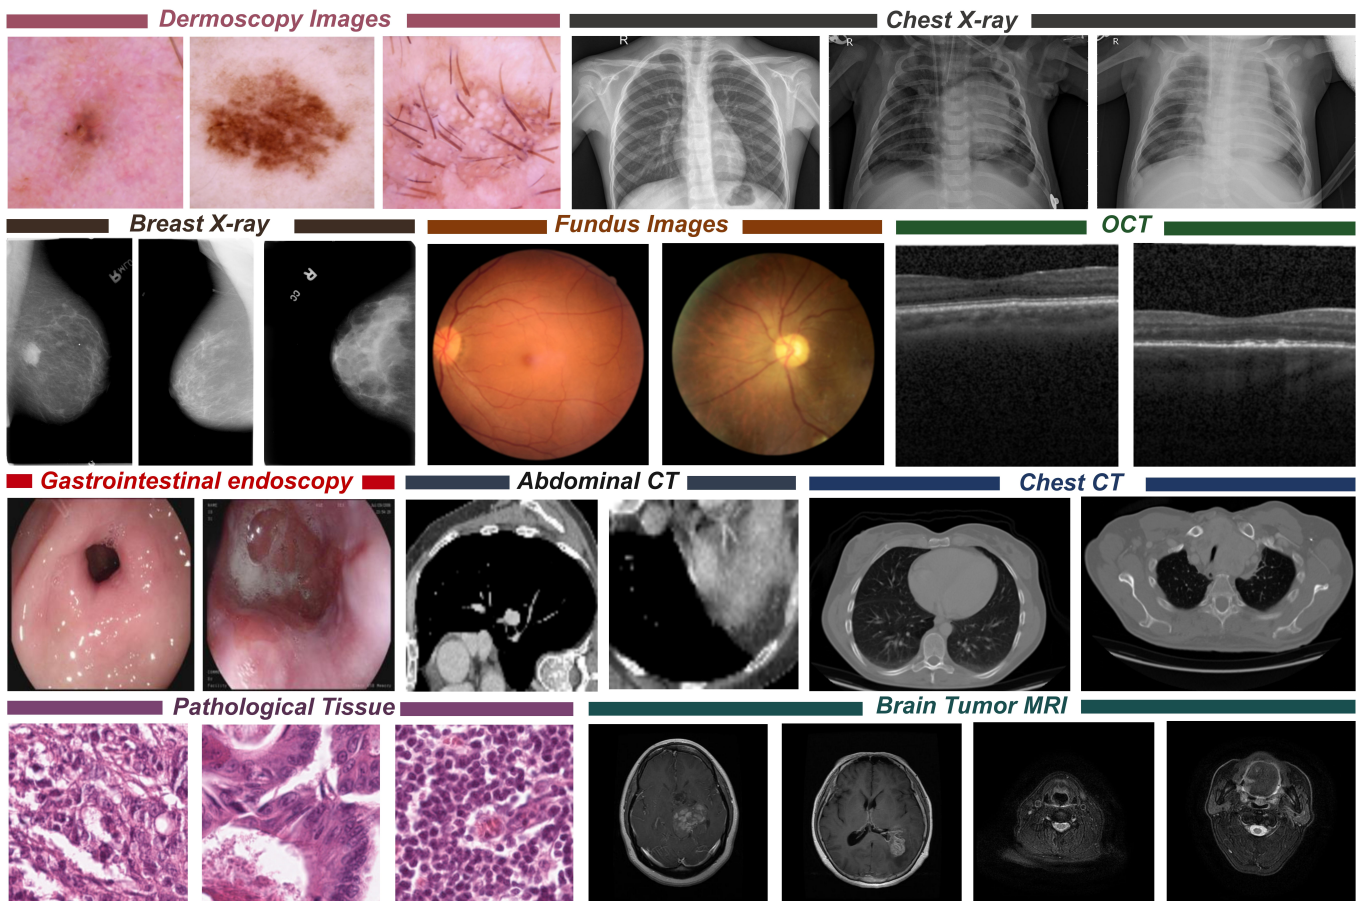 Dermoscopy Images
Chest X-ray
R
R
R
Breast X-ray
Fundus Images
OCT
R
R
CC
Gastrointestinal endoscopy
Abdominal CT
Chest CT
Pathological Tissue
Brain Tumor MRI